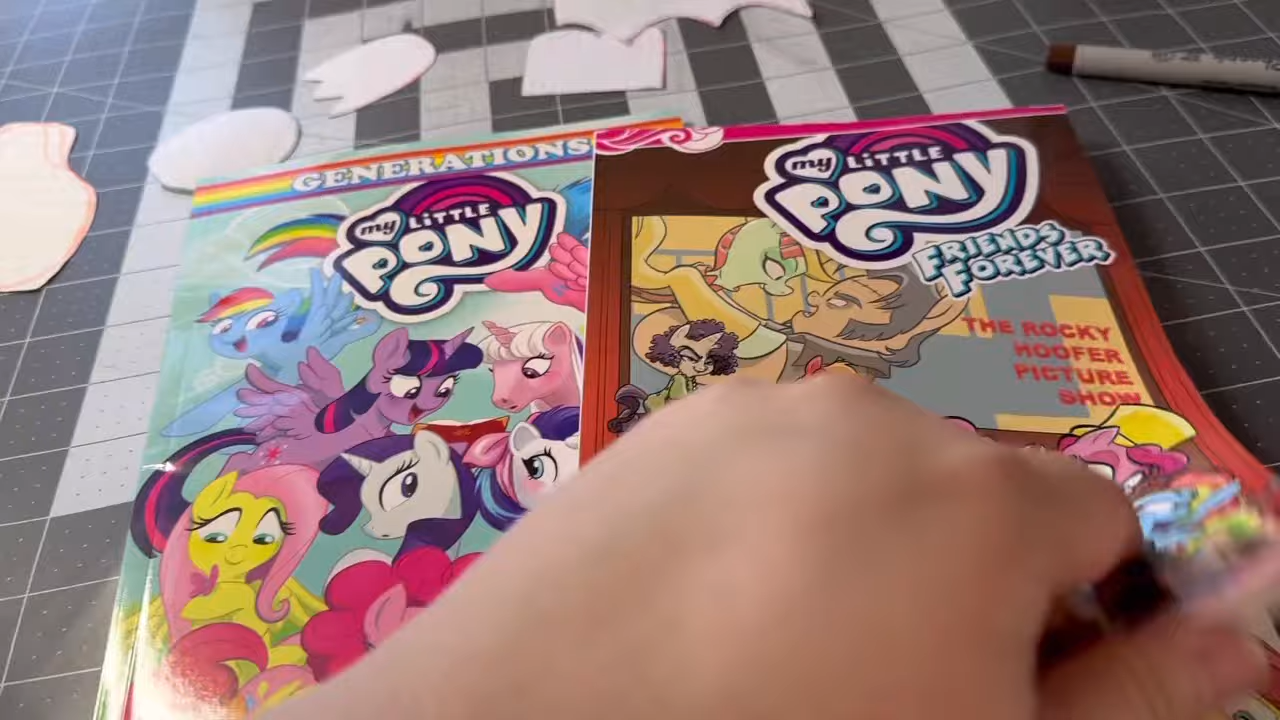 GENERATIONS
my LiTTLE
PONY
my LiTTLE
PONY
FRIENDS
FOREVER
THE ROCKY
HOOFER
PICTURE
SHOW